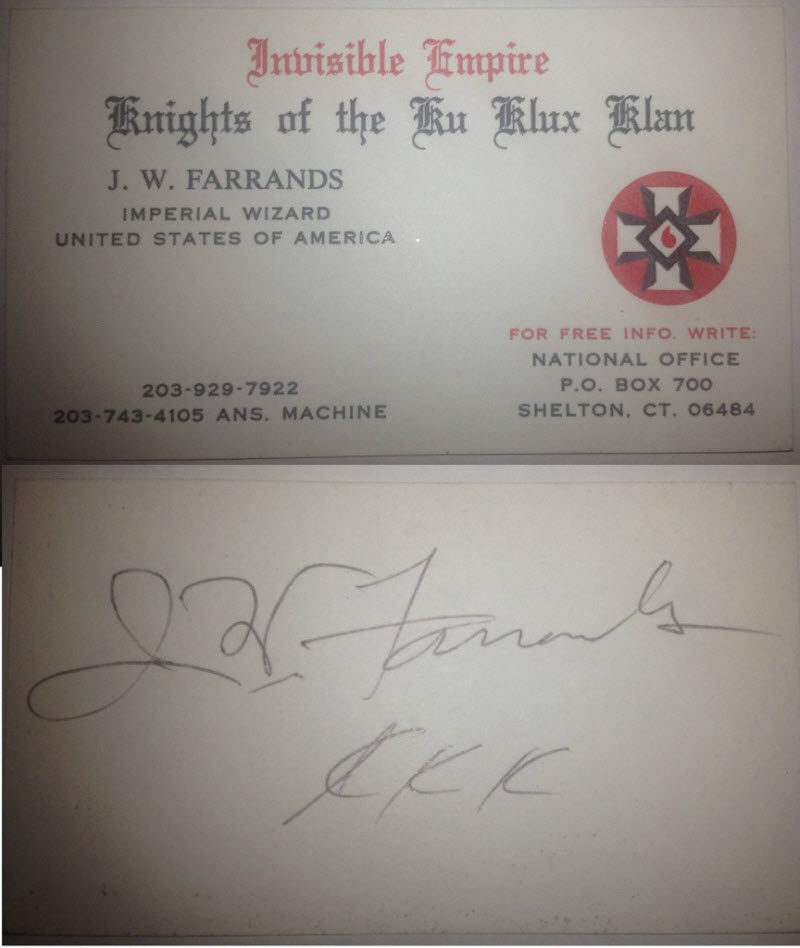 Invisible Empire
Knights of the Ku Klux Klan
J. W. FARRANDS
IMPERIAL WIZARD
UNITED STATES OF AMERICA
FOR FREE INFO. WRITE:
NATIONAL OFFICE
P.O. BOX 700
SHELTON, CT. 06484
203-929-7922
203-743-4105 ANS. MACHINE
J. W. Farrands
KKK